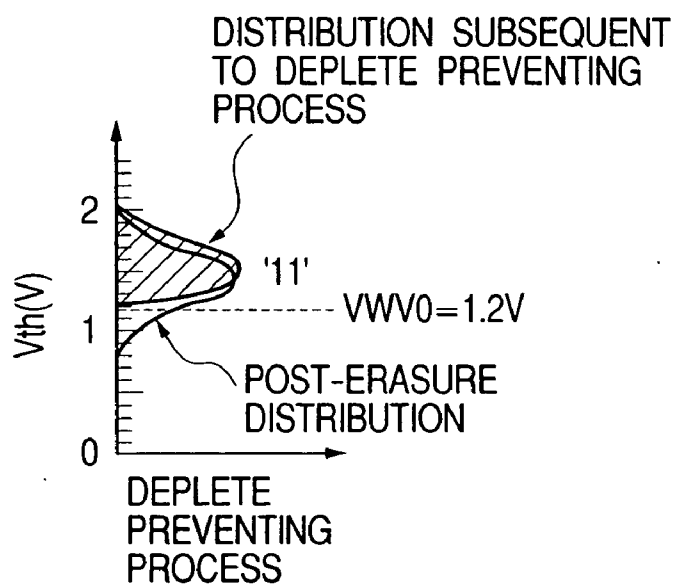 DISTRIBUTION SUBSEQUENT
TO DEPLETE PREVENTING
PROCESS
2
'11'
Vth(V)
VWV0=1.2V
1
POST-ERASURE
DISTRIBUTION
0
DEPLETE
PREVENTING
PROCESS